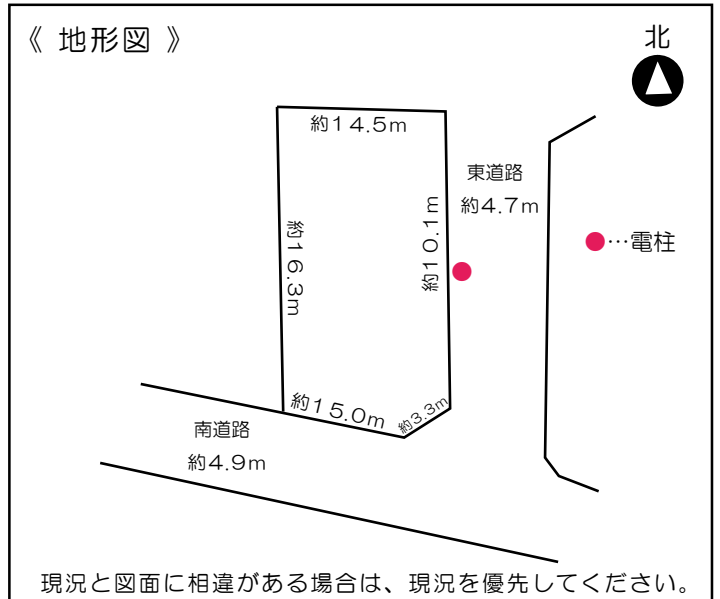 《 地形図 》
北
約14.5m
東道路
約4.7m
約16.3m
約10.1m
…電柱
約15.0m
約3.3m
南道路
約4.9m
現況と図面に相違がある場合は、現況を優先してください。